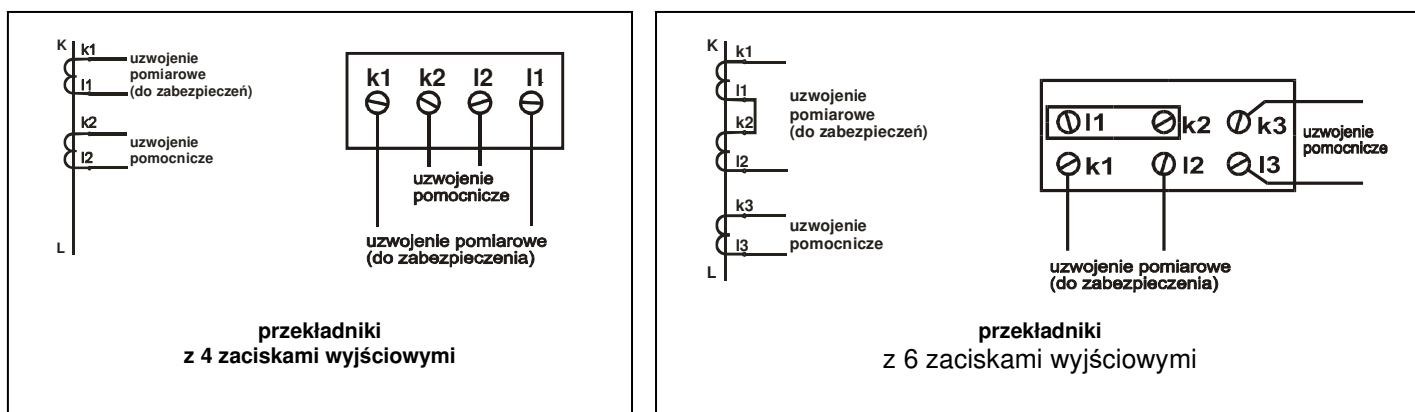 K
k1
uzwojenie
pomiarowe
l1
(do zabezpieczeń)
k2
uzwojenie
l2
pomocnicze
L
k1 k2 l2 l1
uzwojenie
pomocnicze
uzwojenie pomiarowe
(do zabezpieczenia)
przekładniki
z 4 zaciskami wyjściowymi
K
k1
l1
uzwojenie
pomiarowe
k2
(do zabezpieczeń)
l2
k3
uzwojenie
l3
pomocnicze
L
l1 k2 k3
k1 l2 l3
uzwojenie
pomocnicze
uzwojenie pomiarowe
(do zabezpieczenia)
przekładniki
z 6 zaciskami wyjściowymi